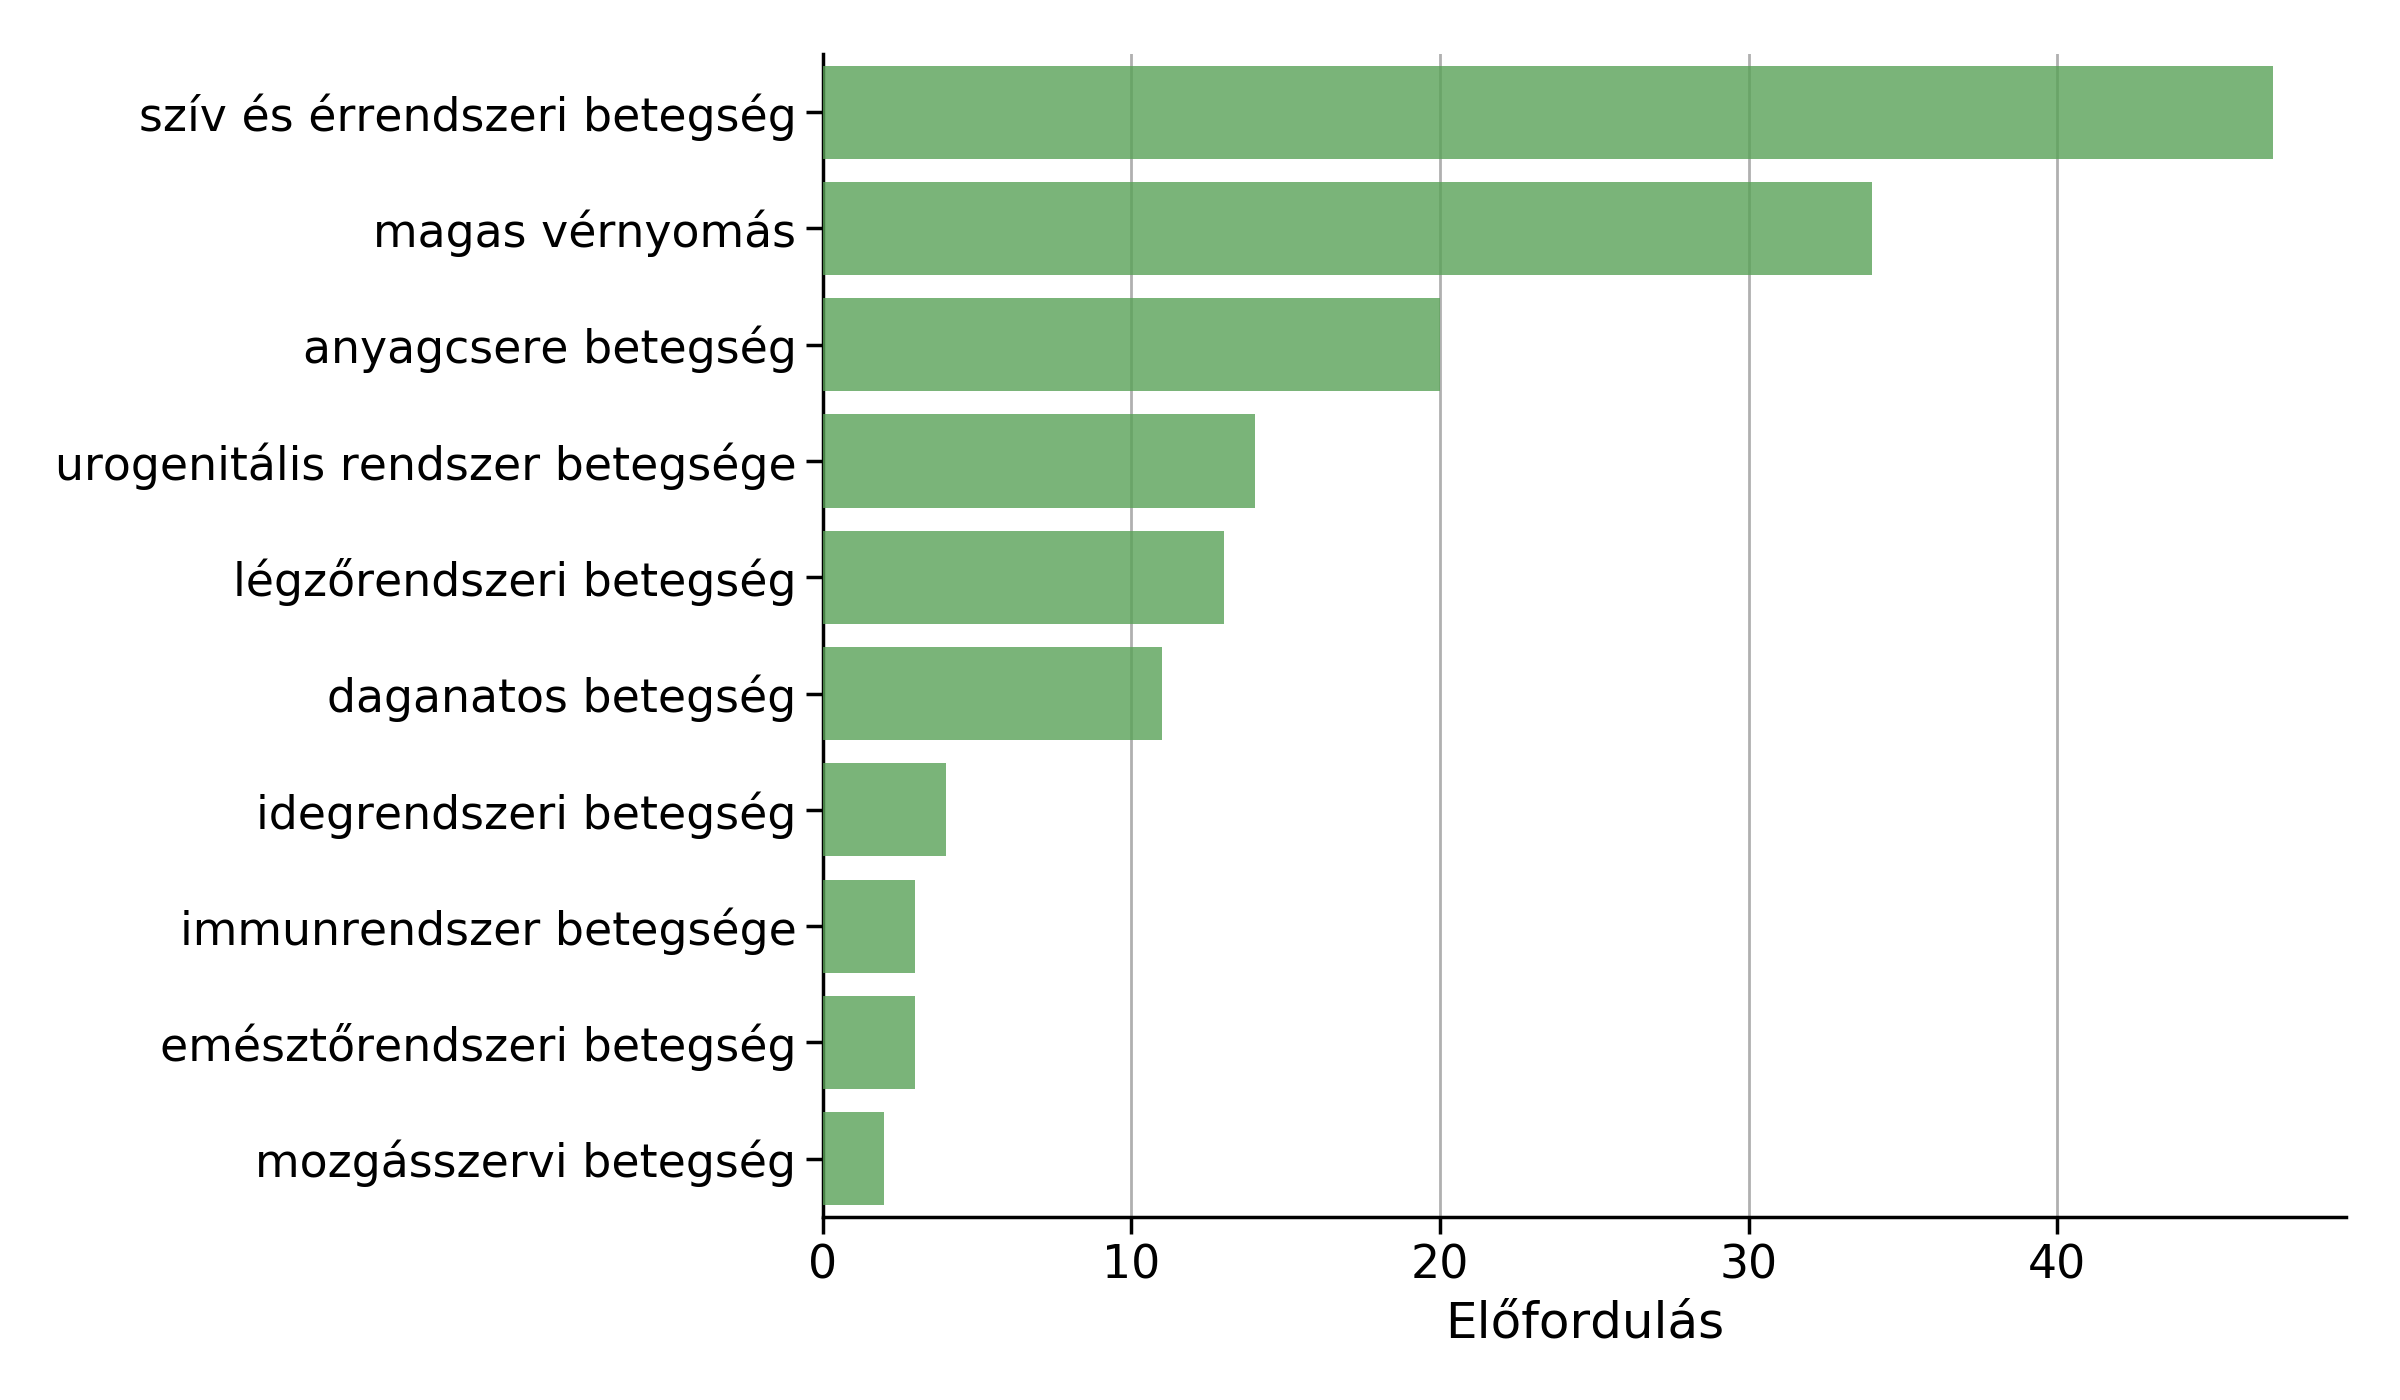 szív és érrendszeri betegség
magas vérnyomás
anyagcsere betegség
urogenitális rendszer betegsége
légzőrendszeri betegség
daganatos betegség
idegrendszeri betegség
immunrendszer betegsége
emésztőrendszeri betegség
mozgásszervi betegség
0 10 20 30 40
Előfordulás